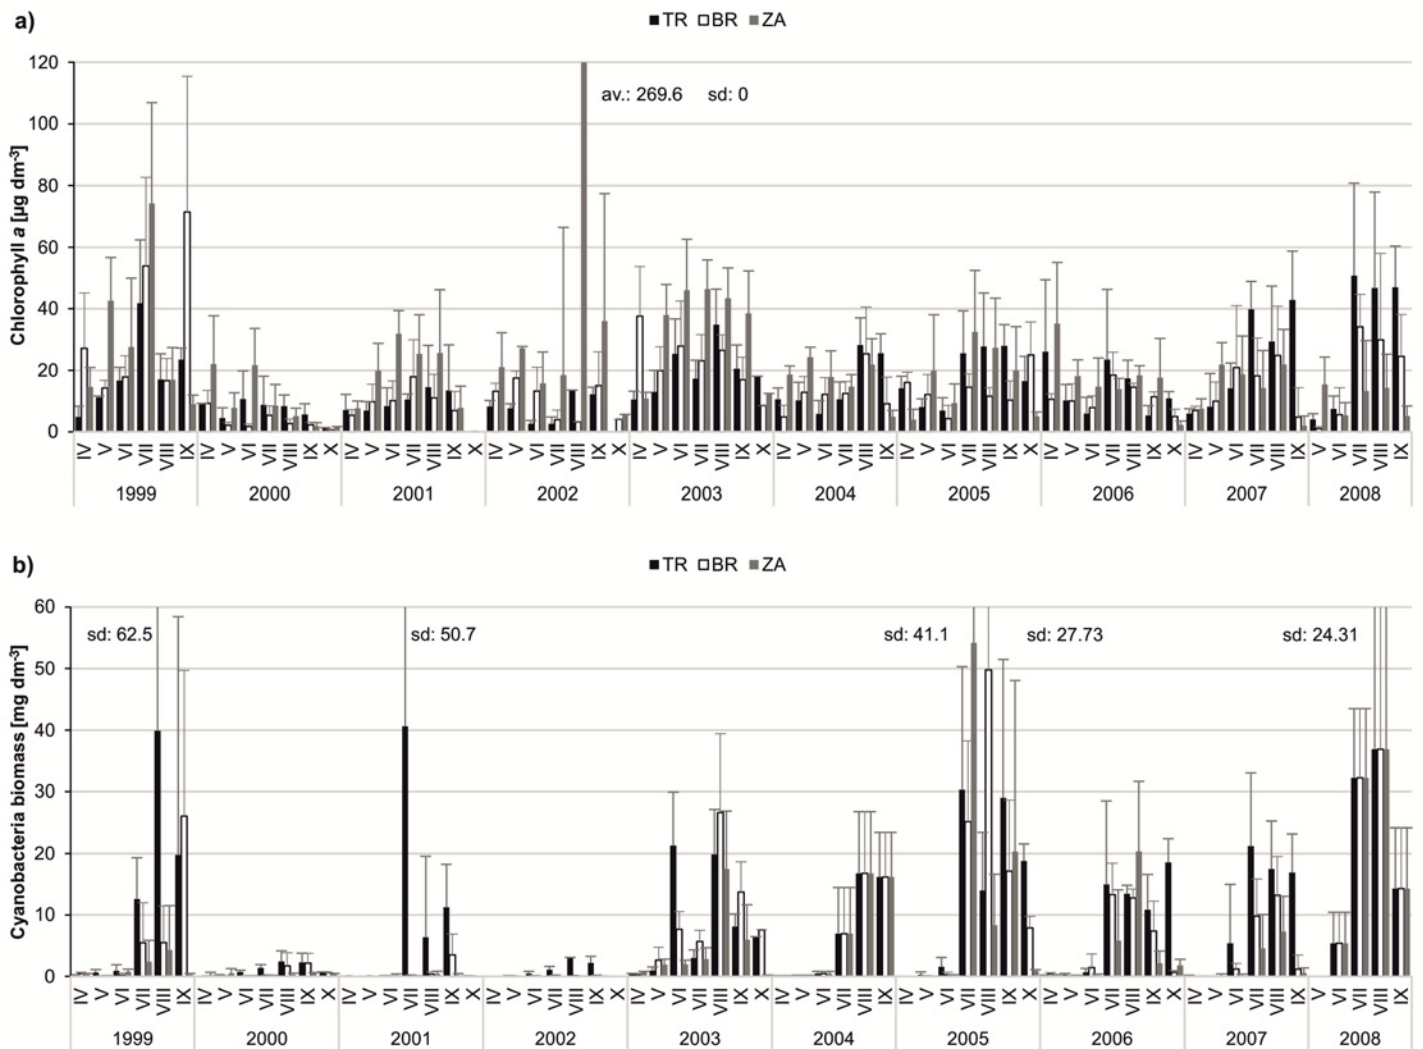 a)
TR BR ZA
Chlorophyll a [µg dm-3]
120
100
80
60
40
20
0
av.: 269.6 sd: 0
IV V VI VII VIII IX IV V VI VII VIII IX X IV V VI VII VIII IX X IV V VI VII VIII IX X IV V VI VII VIII IX X IV V VI VII VIII IX IV V VI VII VIII IX X IV V VI VII VIII IX X IV V VI VII VIII IX V VI VII VIII IX
1999 2000 2001 2002 2003 2004 2005 2006 2007 2008
b)
TR BR ZA
Cyanobacteria biomass [mg dm-3]
60
50
40
30
20
10
0
sd: 62.5 sd: 50.7 sd: 41.1 sd: 27.73 sd: 24.31
IV V VI VII VIII IX IV V VI VII VIII IX X IV V VI VII VIII IX X IV V VI VII VIII IX X IV V VI VII VIII IX X IV V VI VII VIII IX IV V VI VII VIII IX X IV V VI VII VIII IX X IV V VI VII VIII IX V VI VII VIII IX
1999 2000 2001 2002 2003 2004 2005 2006 2007 2008